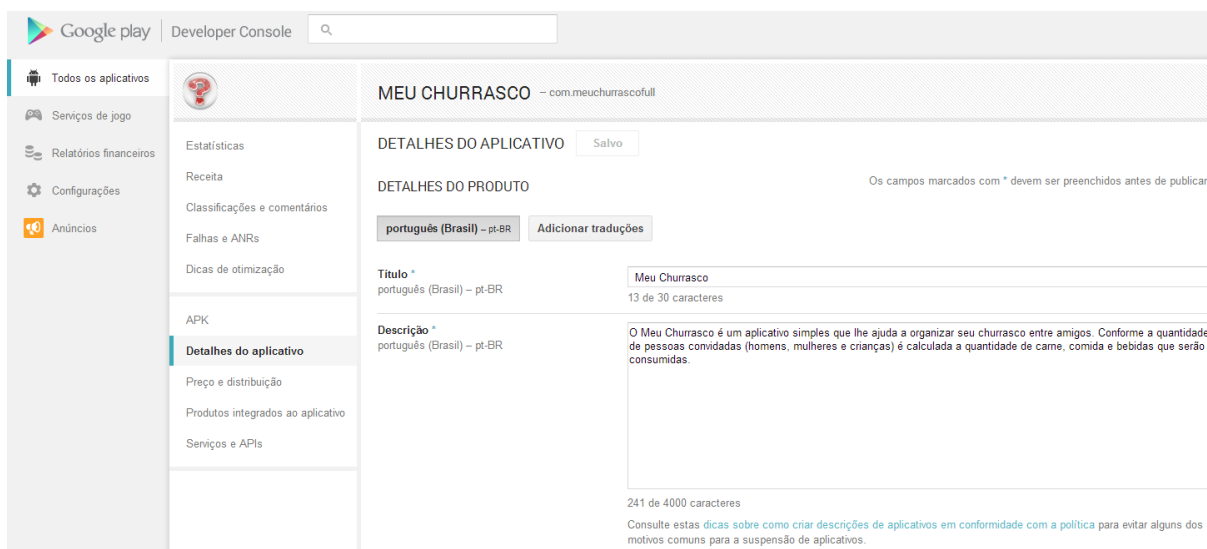 Google play Developer Console
Todos os aplicativos
Serviços de jogo
Relatórios financeiros
Configurações
Anúncios
Estatísticas
Receita
Classificações e comentários
Falhas e ANRs
Dicas de otimização
APK
Detalhes do aplicativo
Preço e distribuição
Produtos integrados ao aplicativo
Serviços e APIs
MEU CHURRASCO – com.meuchurrascofull
DETALHES DO APLICATIVO Salvo
DETALHES DO PRODUTO Os campos marcados com * devem ser preenchidos antes de publicar
português (Brasil) – pt-BR Adicionar traduções
Título *
português (Brasil) – pt-BR
Meu Churrasco
13 de 30 caracteres
Descrição *
português (Brasil) – pt-BR
O Meu Churrasco é um aplicativo simples que lhe ajuda a organizar seu churrasco entre amigos. Conforme a quantidade
de pessoas convidadas (homens, mulheres e crianças) é calculada a quantidade de carne, comida e bebidas que serão
consumidas.
241 de 4000 caracteres
Consulte estas dicas sobre como criar descrições de aplicativos em conformidade com a política para evitar alguns dos
motivos comuns para a suspensão de aplicativos.